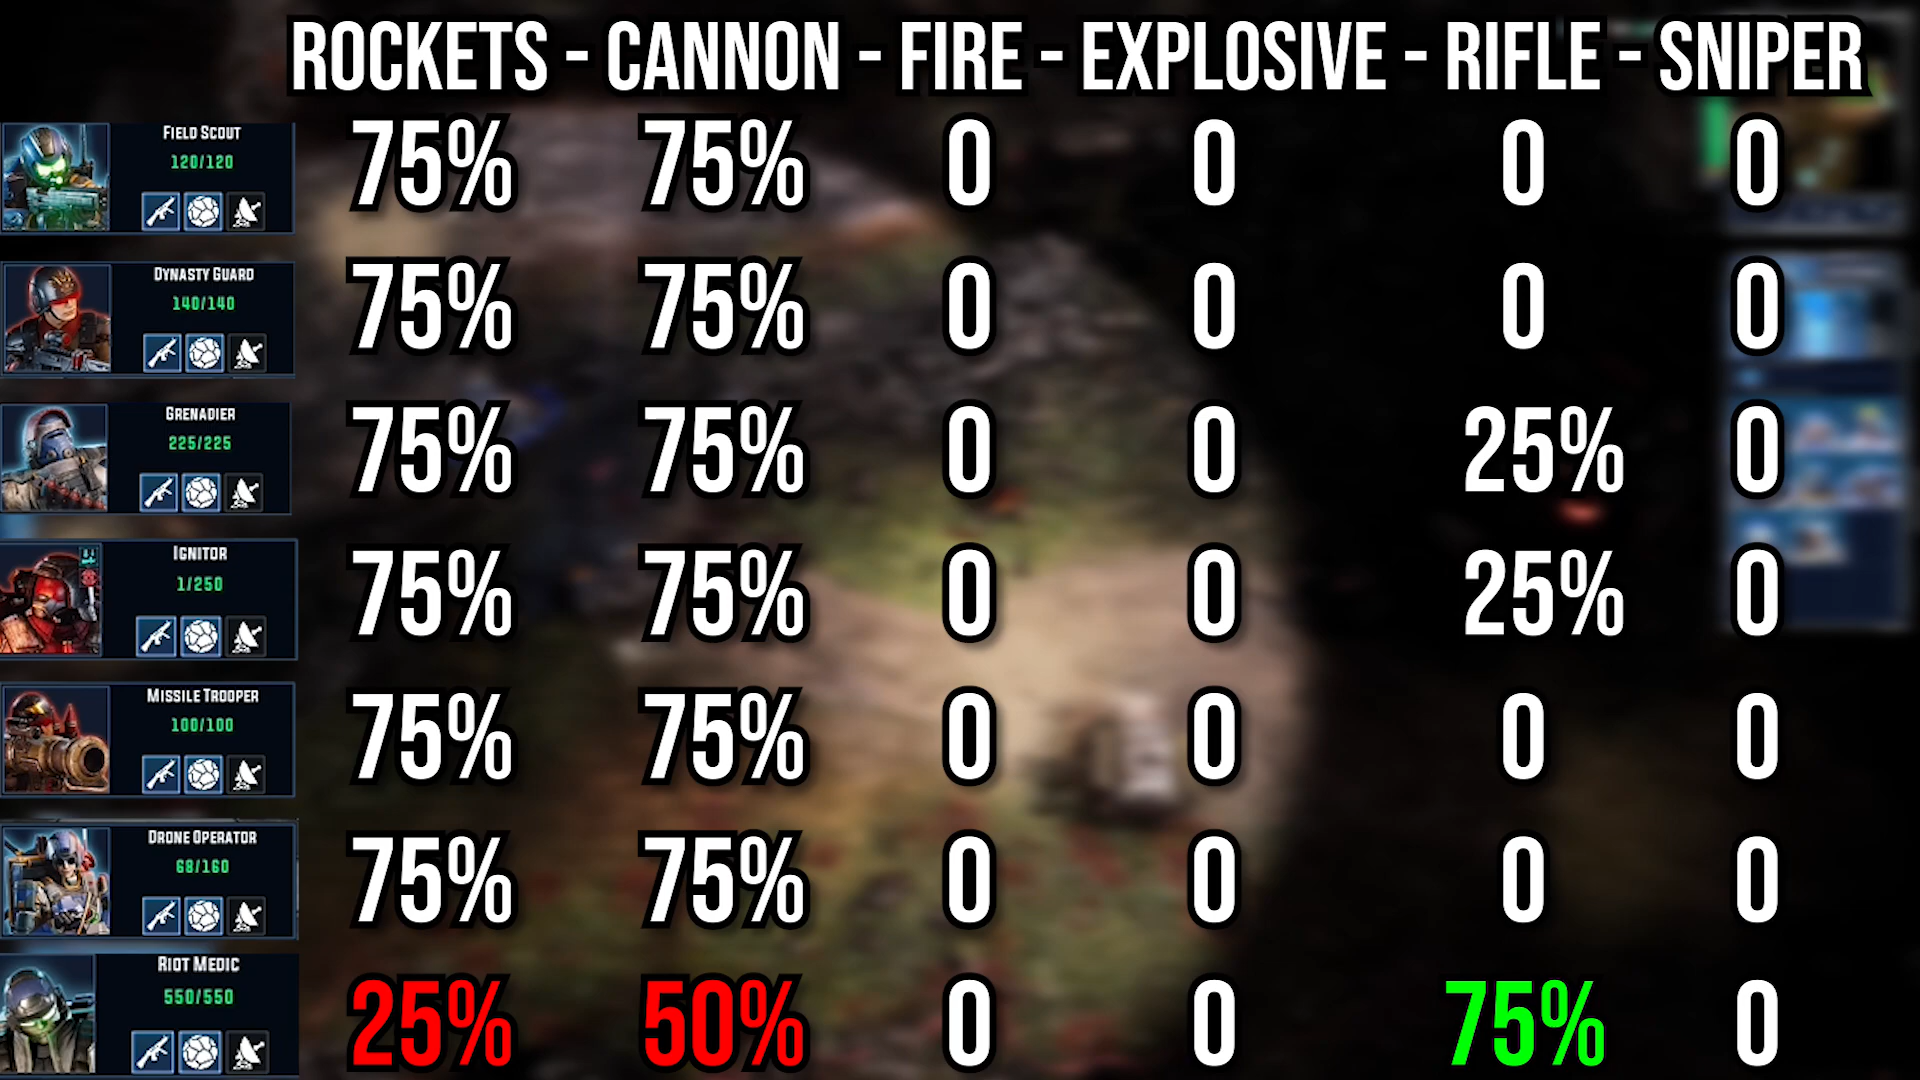 ROCKETS - CANNON - FIRE - EXPLOSIVE - RIFLE - SNIPER
FIELD SCOUT
120/120
75% 75% 0 0 0 0
DYNASTY GUARD
140/140
75% 75% 0 0 0 0
GRENADIER
225/225
75% 75% 0 0 25% 0
IGNITOR
1/250
75% 75% 0 0 25% 0
MISSILE TROOPER
100/100
75% 75% 0 0 0 0
DRONE OPERATOR
68/160
75% 75% 0 0 0 0
RIOT MEDIC
550/550
25% 50% 0 0 75% 0